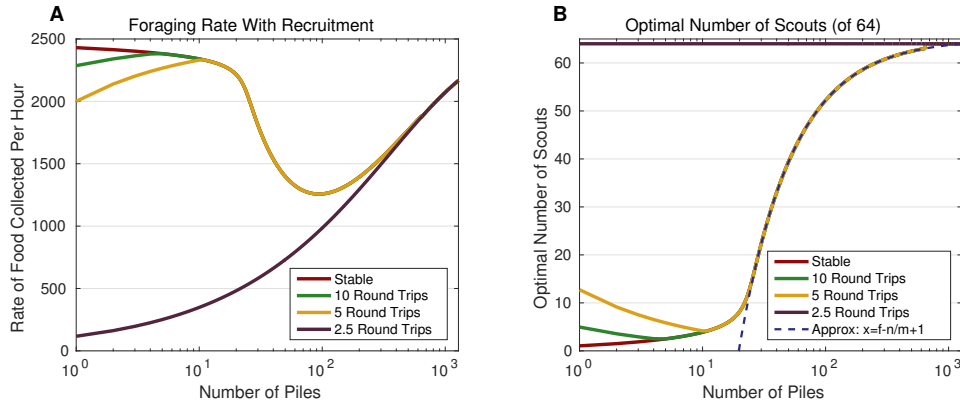 A
Foraging Rate With Recruitment
Rate of Food Collected Per Hour
2500
2000
1500
1000
500
0
Stable
10 Round Trips
5 Round Trips
2.5 Round Trips
10^0
10^1
10^2
10^3
Number of Piles
B
Optimal Number of Scouts (of 64)
Optimal Number of Scouts
60
50
40
30
20
10
0
Stable
10 Round Trips
5 Round Trips
2.5 Round Trips
Approx: x=f-n/m+1
10^0
10^1
10^2
10^3
Number of Piles